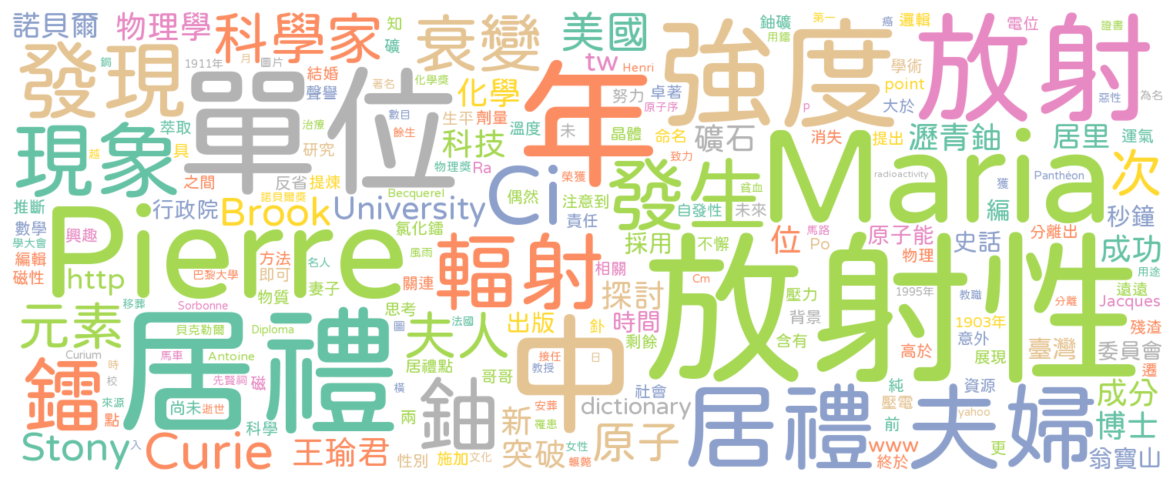 諾貝爾
物理學
科學家
知
衰變
美國
強度
鈾礦
第一
癌
邏輯
電位
臉書
用鐳
放射
發現
鍋
1911年
月
圖片
單位
礦
結婚
聲譽
著名
化學獎
年
tw
Henri
化學
努力
卓著
學術
point
惡性
為名
原子序
大於
p
現象
萃取
具
越
治療
研究
數目
餘生
生平
劑量
科技
溫度
未
晶體
命名
礦石
消失
提出
瀝青鈾
居里
運氣
之間
反省
提煉
物理獎
Ra
榮獲
致力
發生
Maria
次
推斷
行政院
諾貝爾獎
Becquerel
Brook
University
Ci
偶然
注意到
責任
貧血
自發性
未來
radioactivity
獲
Panthéon
編
秒鐘
數學
學大會
編輯
磁性
興趣
http
Pierre
巴黎大學
方法
即可
物質
名人
妻子
氯化鐳
風雨
關連
輻射
相關
採用
不懈
位
馬路
Po
原子能
物理
史話
分離出
成功
用途
遠遠
元素
移葬
Sorbonne
貝克勒爾
Diploma
思考
圖
法國
夫人
居禮點
出版
探討
釙
時間
剩餘
Cm
壓力
背景
放射性
含有
1995年
教職
1903年
高於
意外
展現
分離
臺灣
Jacques
殘渣
委員會
遷
鐳
Curium
時
校
來源
點
馬車
Antoine
先賢祠
磁
居禮
尚未
逝世
科學
兩
橫
哥哥
接任
教授
日
中
鈾
新
安葬
罹患
社會
dictionary
女性
居禮
夫婦
純
壓電
前
資源
yahoo
更
成分
博士
Stony
入
Curie
王瑜君
性別
施加
文化
突破
蠑螈
原子
www
終於
翁寶山